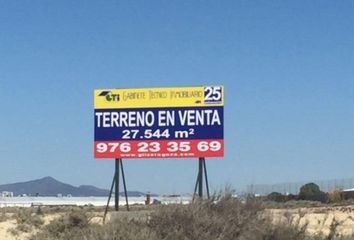 GTI GABINETE TÉCNICO INMOBILIARIO 25
TERRENO EN VENTA
27.544 m²
976 23 35 69
www.gtizaragoza.com